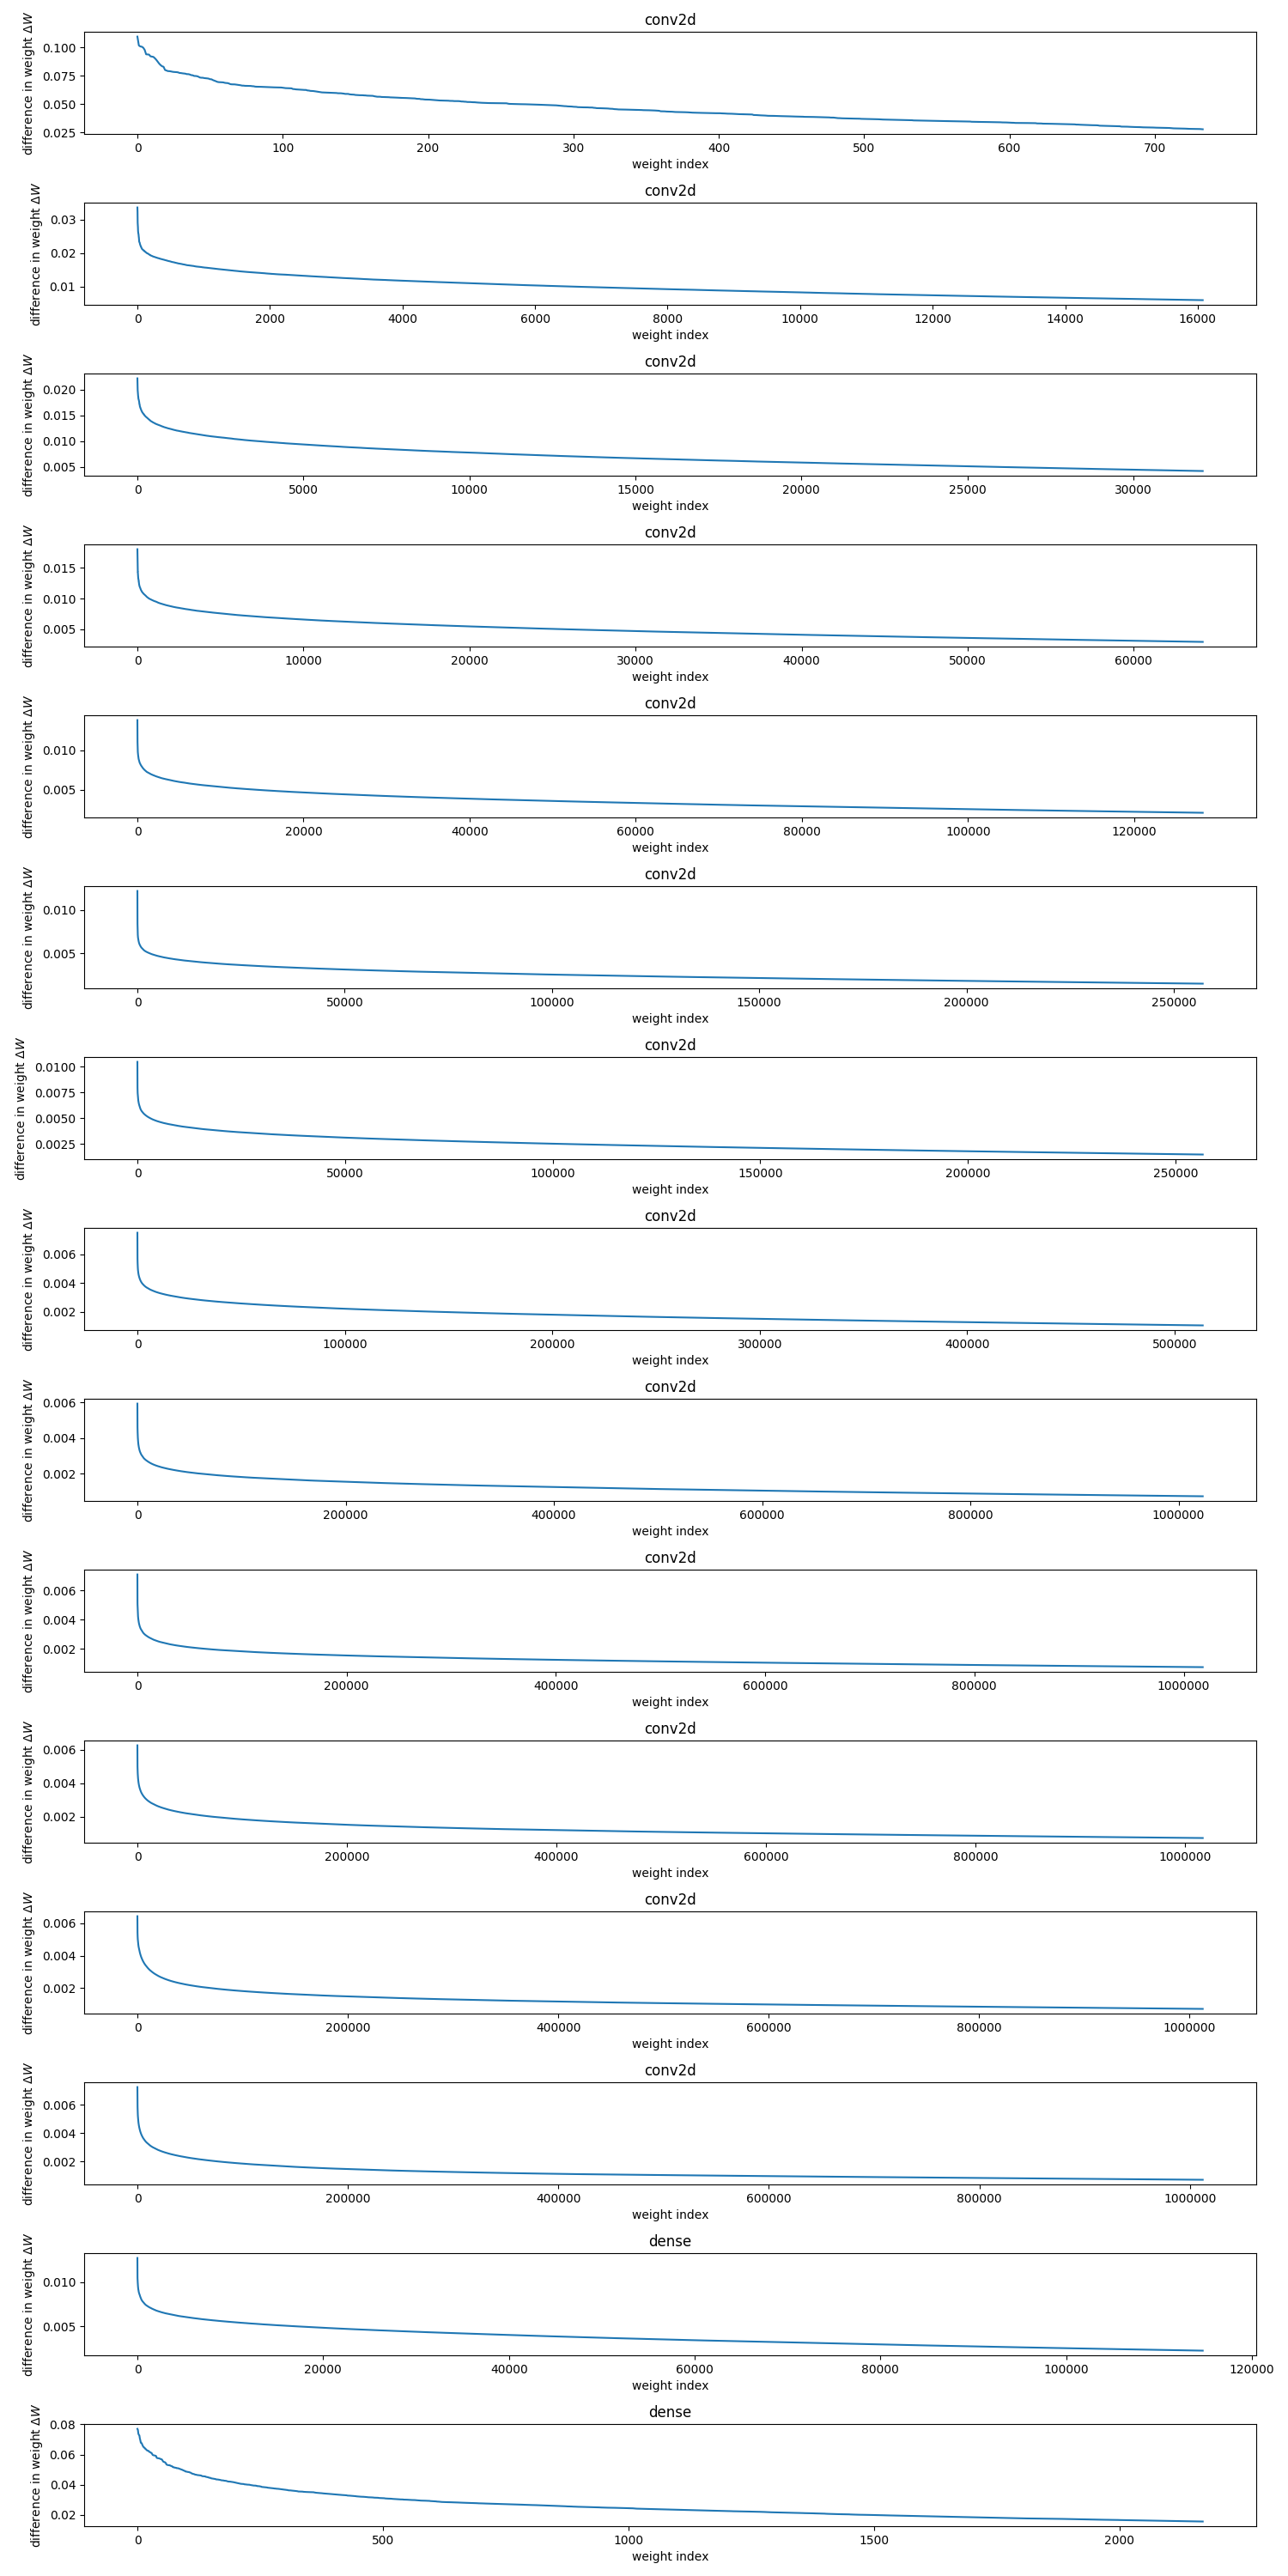 conv2d
difference in weight ΔW
0.100
0.075
0.050
0.025
0 100 200 300 400 500 600 700
weight index
conv2d
difference in weight ΔW
0.03
0.02
0.01
0 2000 4000 6000 8000 10000 12000 14000 16000
weight index
conv2d
difference in weight ΔW
0.020
0.015
0.010
0.005
0 5000 10000 15000 20000 25000 30000
weight index
conv2d
difference in weight ΔW
0.015
0.010
0.005
0 10000 20000 30000 40000 50000 60000
weight index
conv2d
difference in weight ΔW
0.010
0.005
0 20000 40000 60000 80000 100000 120000
weight index
conv2d
difference in weight ΔW
0.010
0.005
0 50000 100000 150000 200000 250000
weight index
conv2d
difference in weight ΔW
0.0100
0.0075
0.0050
0.0025
0 50000 100000 150000 200000 250000
weight index
conv2d
difference in weight ΔW
0.006
0.004
0.002
0 100000 200000 300000 400000 500000
weight index
conv2d
difference in weight ΔW
0.006
0.004
0.002
0 200000 400000 600000 800000 1000000
weight index
conv2d
difference in weight ΔW
0.006
0.004
0.002
0 200000 400000 600000 800000 1000000
weight index
conv2d
difference in weight ΔW
0.006
0.004
0.002
0 200000 400000 600000 800000 1000000
weight index
conv2d
difference in weight ΔW
0.006
0.004
0.002
0 200000 400000 600000 800000 1000000
weight index
conv2d
difference in weight ΔW
0.006
0.004
0.002
0 200000 400000 600000 800000 1000000
weight index
dense
difference in weight ΔW
0.010
0.005
0 20000 40000 60000 80000 100000 120000
weight index
dense
difference in weight ΔW
0.08
0.06
0.04
0.02
0 500 1000 1500 2000
weight index